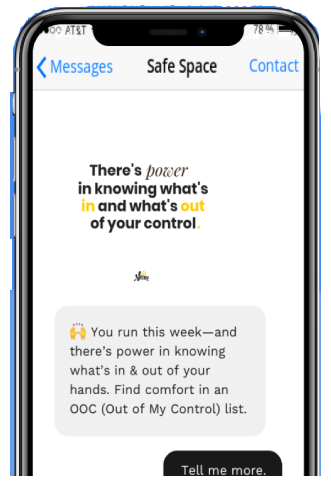 AT&T 78%
Messages Safe Space Contact
There's power
in knowing what's
in and what's out
of your control.
🙌 You run this week—and
there's power in knowing
what's in & out of your
hands. Find comfort in an
OOC (Out of My Control) list.
Tell me more.